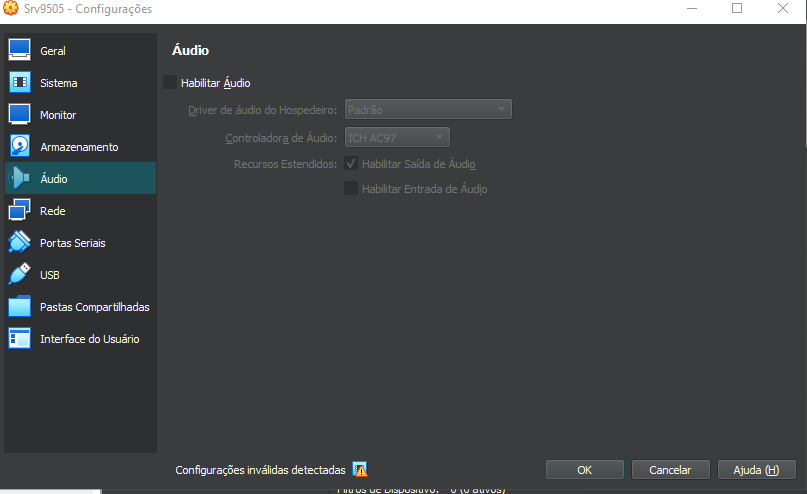 Srv9505 - Configurações
Geral
Sistema
Monitor
Armazenamento
Áudio
Rede
Portas Seriais
USB
Pastas Compartilhadas
Interface do Usuário
Áudio
Habilitar Áudio
Driver de áudio do Hospedeiro: Padrão
Controladora de Áudio: ICH AC97
Recursos Estendidos: Habilitar Saída de Áudio
Habilitar Entrada de Áudio
Configurações inválidas detectadas
OK Cancelar Ajuda (H)
Filtros de Dispositivo: 0 (0 ativos)